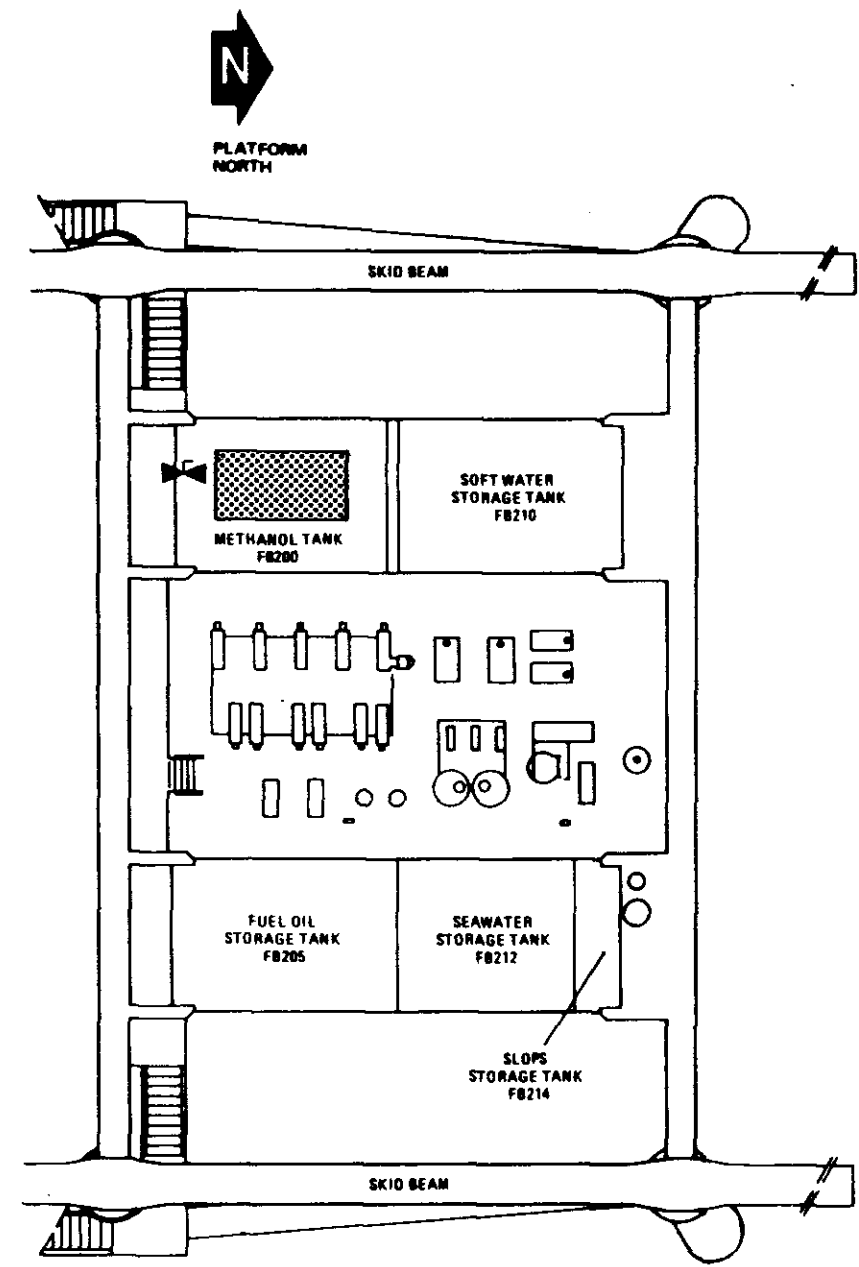 N
PLATFORM
NORTH
SKID BEAM
SOFT WATER
STORAGE TANK
FB210
METHANOL TANK
FB200
FUEL OIL
STORAGE TANK
FB205
SEAWATER
STORAGE TANK
FB212
SLOPS
STORAGE TANK
FB214
SKID BEAM